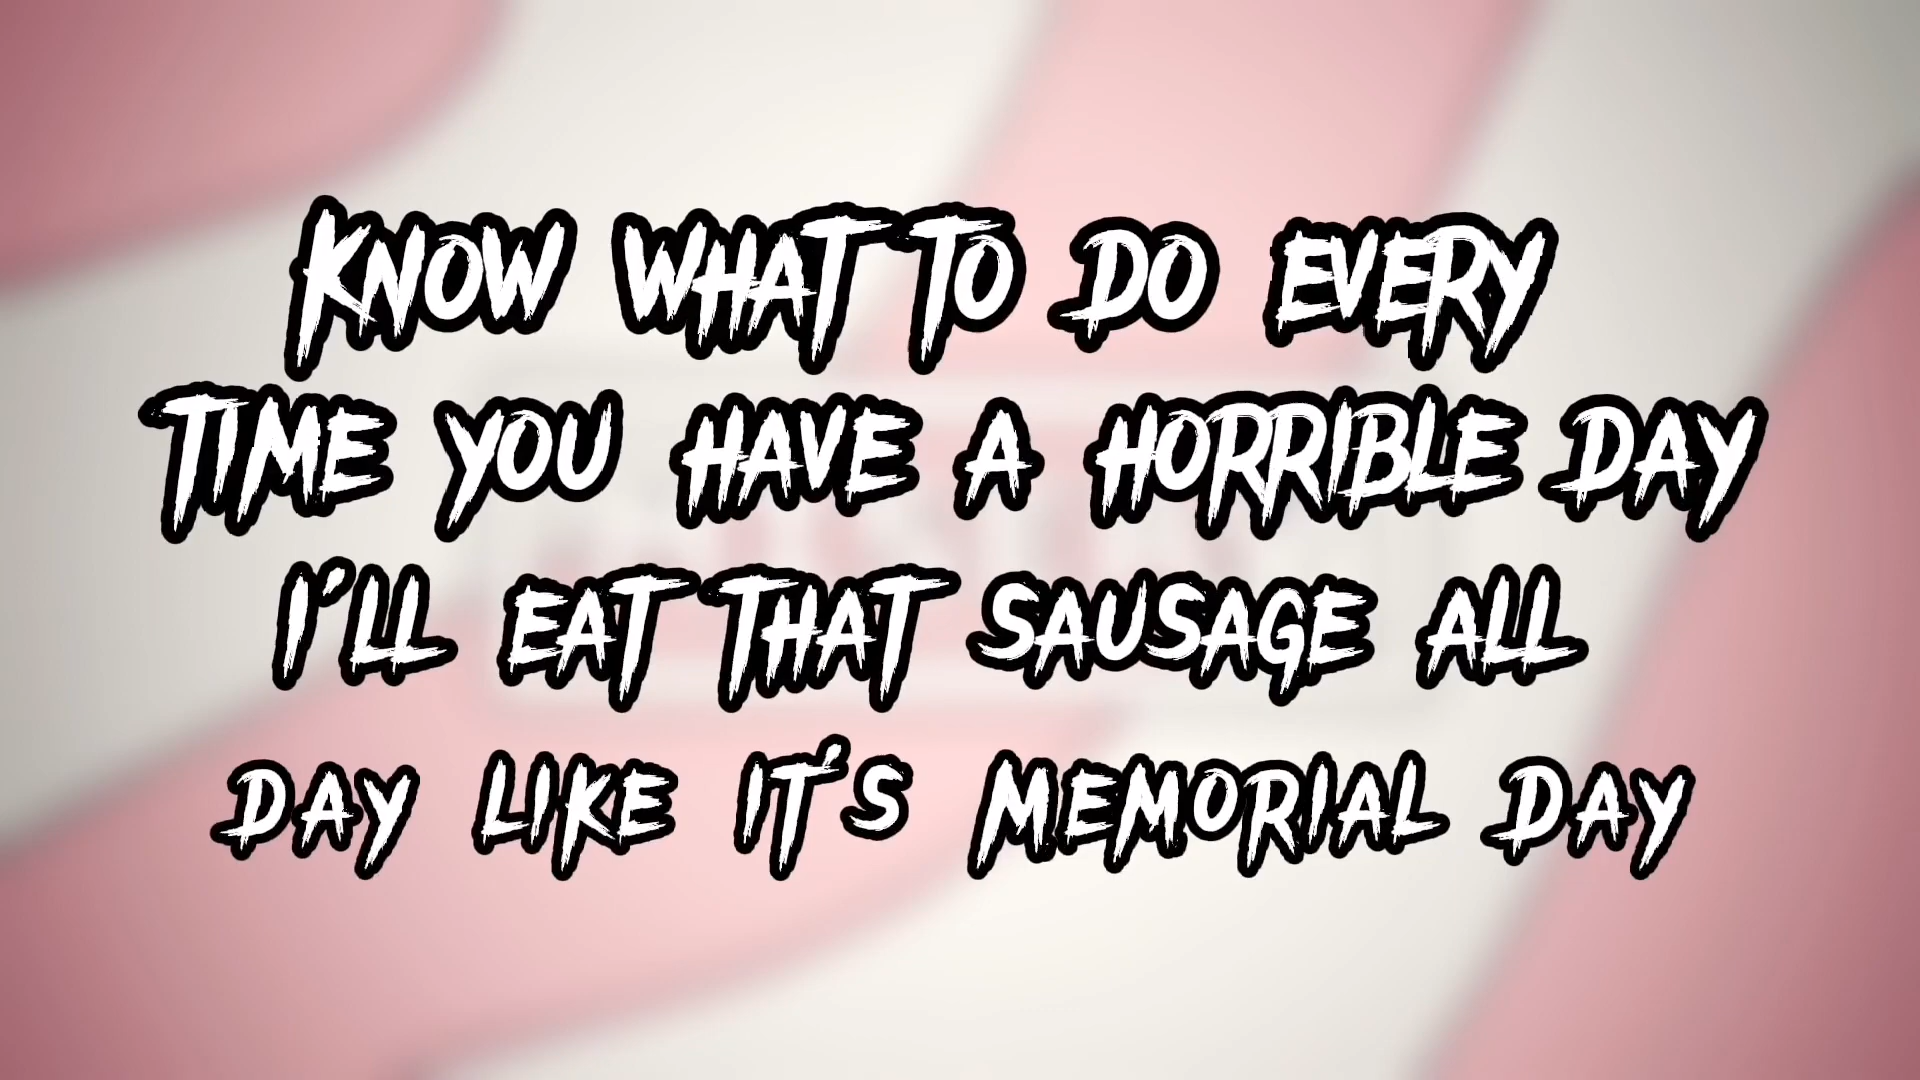 Know what to do every
Time you have a horrible day
I'll eat that sausage all
day like it's Memorial Day